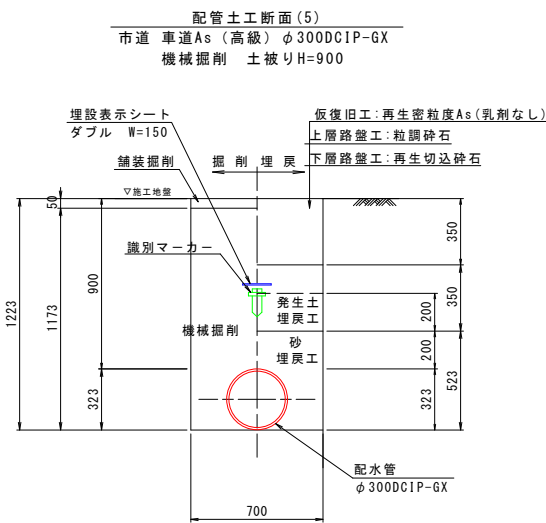 配管土工断面(5)
市道 車道As（高級）φ300DCIP-GX
機械掘削 土被りH=900
埋設表示シート
ダブル W=150
仮復旧工:再生密粒度As(乳剤なし)
上層路盤工:粒調砕石
下層路盤工:再生切込砕石
舗装掘削
掘削
埋戻
▽施工地盤
50
350
識別マーカー
900
350
発生土
埋戻工
200
1223
1173
機械掘削
砂
埋戻工
200
523
323
323
配水管
φ300DCIP-GX
700